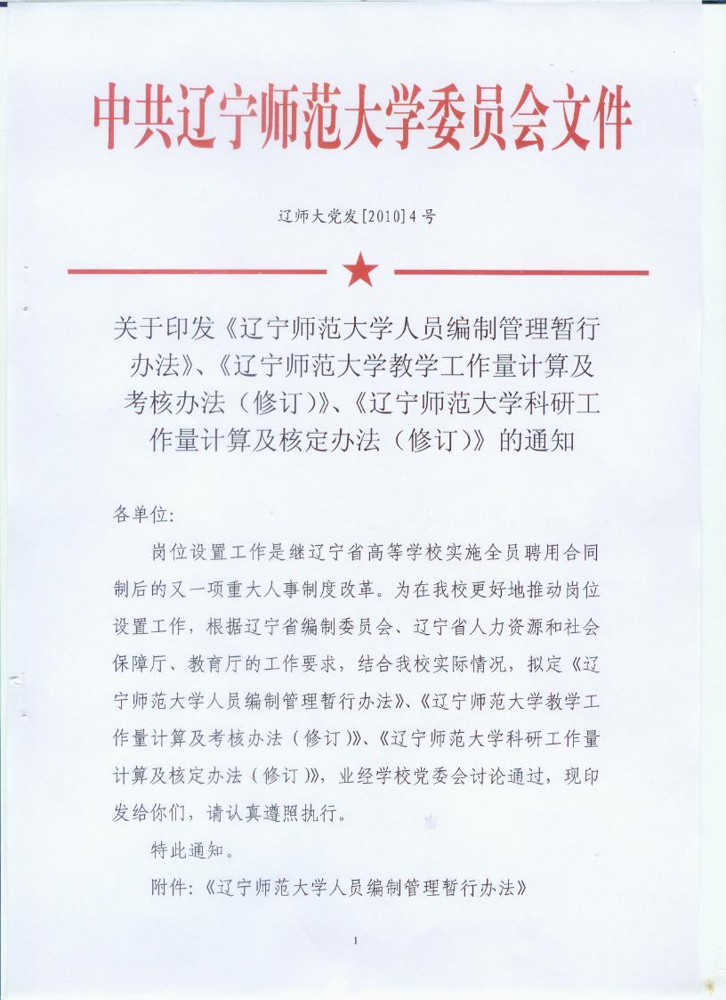 中共辽宁师范大学委员会文件
辽师大党发[2010]4号
关于印发《辽宁师范大学人员编制管理暂行
办法》、《辽宁师范大学教学工作量计算及
考核办法（修订）》、《辽宁师范大学科研工
作量计算及核定办法（修订）》的通知
各单位：
岗位设置工作是继辽宁省高等学校实施全员聘用合同
制后的又一项重大人事制度改革。为在我校更好地推动岗位
设置工作，根据辽宁省编制委员会、辽宁省人力资源和社会
保障厅、教育厅的工作要求，结合我校实际情况，拟定《辽
宁师范大学人员编制管理暂行办法》、《辽宁师范大学教学工
作量计算及考核办法（修订）》、《辽宁师范大学科研工作量
计算及核定办法（修订）》，业经学校党委会讨论通过，现印
发给你们，请认真遵照执行。
特此通知。
附件：《辽宁师范大学人员编制管理暂行办法》
1